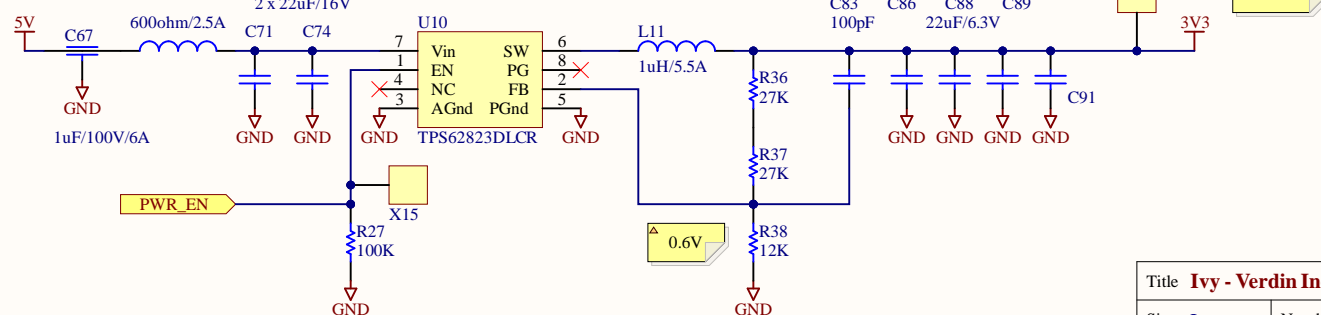 2 x 22uF/16V
5V
C67
600ohm/2.5A
C71
C74
U10
7
1
4
3
Vin
EN
NC
AGnd
SW
PG
FB
PGnd
6
8
2
5
TPS62823DLCR
GND
1uF/100V/6A
GND
GND
GND
GND
L11
1uH/5.5A
R36
27K
R37
27K
C83
100pF
C86
C88
C89
22uF/6.3V
C91
3V3
GND
GND
GND
GND
PWR_EN
X15
R27
100K
GND
0.6V
R38
12K
GND
Title Ivy - Verdin In